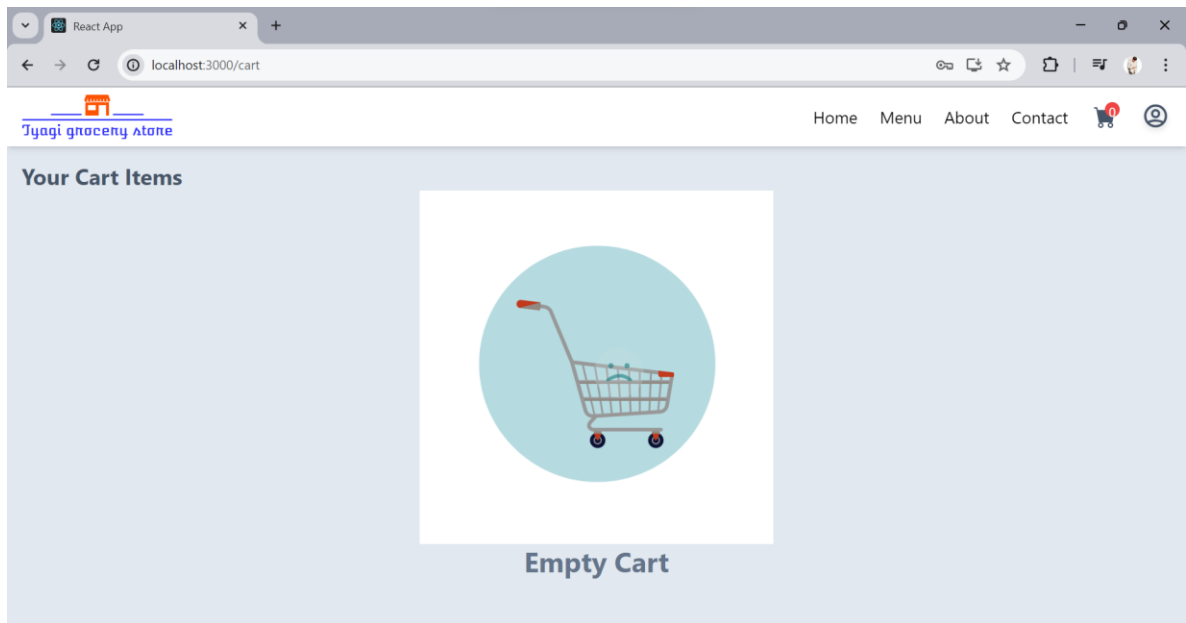 React App
localhost:3000/cart
Tyagi grocery store
Home Menu About Contact 0
Your Cart Items
Empty Cart